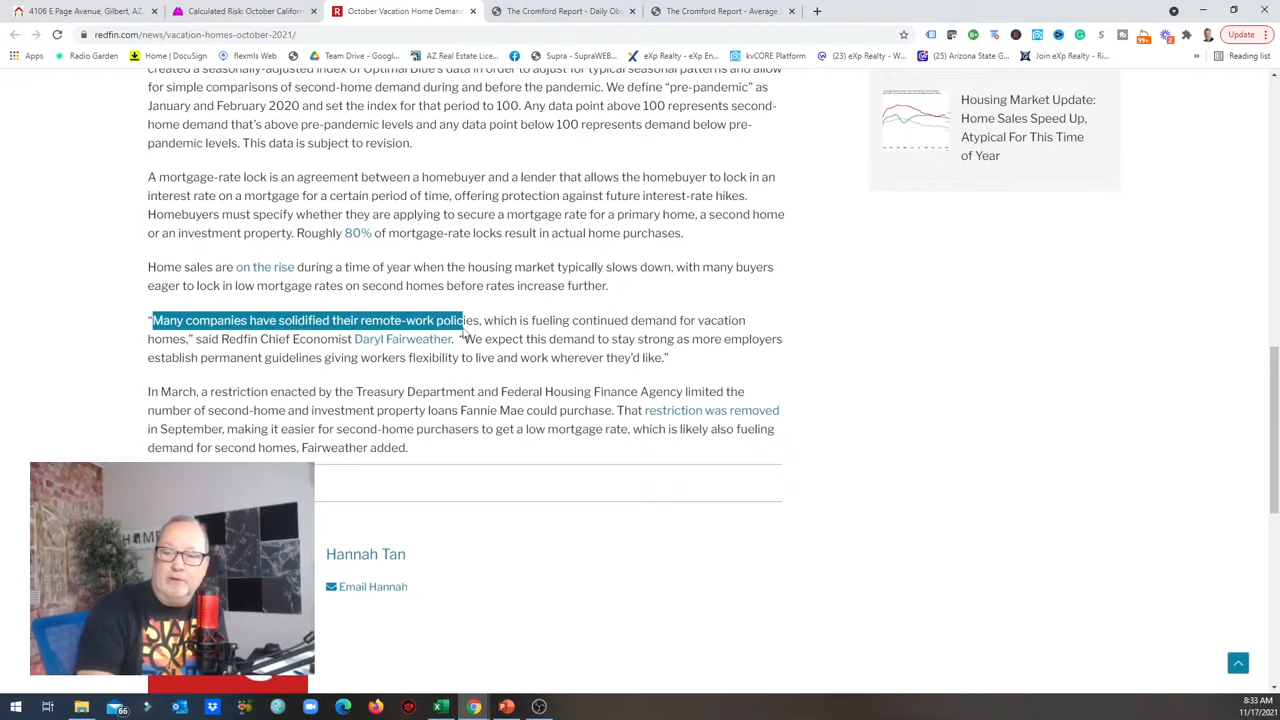 4106 E Page Avenue, Gilbert, AZ
Calculated Risk: October Californ
October Vacation Home Deman
The Cromford Report - Daily Ob
The Cromford Report - Average
redfin.com/news/vacation-homes-october-2021/
Update
Apps
Radio Garden
Home | DocuSign
flexmls Web
Team Drive - Googl...
AZ Real Estate Lice...
Supra - SupraWEB...
eXp Realty - eXp En...
kvCORE Platform
(23) eXp Realty - eX...
(25) Arizona State G...
Join eXp Realty - Ri...
Reading list
created a seasonally-adjusted index of Optimal Blue's data in order to adjust for typical seasonal patterns and allow
for simple comparisons of second-home demand during and before the pandemic. We define “pre-pandemic” as
January and February 2020 and set the index for that period to 100. Any data point above 100 represents second-
home demand that's above pre-pandemic levels and any data point below 100 represents demand below pre-
pandemic levels. This data is subject to revision.
A mortgage-rate lock is an agreement between a homebuyer and a lender that allows the homebuyer to lock in an
interest rate on a mortgage for a certain period of time, offering protection against future interest-rate hikes.
Homebuyers must specify whether they are applying to secure a mortgage rate for a primary home, a second home
or an investment property. Roughly 80% of mortgage-rate locks result in actual home purchases.
Home sales are on the rise during a time of year when the housing market typically slows down, with many buyers
eager to lock in low mortgage rates on second homes before rates increase further.
“Many companies have solidified their remote-work policies, which is fueling continued demand for vacation
homes,” said Redfin Chief Economist Daryl Fairweather. “We expect this demand to stay strong as more employers
establish permanent guidelines giving workers flexibility to live and work wherever they'd like.”
In March, a restriction enacted by the Treasury Department and Federal Housing Finance Agency limited the
number of second-home and investment property loans Fannie Mae could purchase. That restriction was removed
in September, making it easier for second-home purchasers to get a low mortgage rate, which is likely also fueling
demand for second homes, Fairweather added.
Housing Market Update:
Home Sales Speed Up,
Atypical For This Time
of Year
Hannah Tan
Email Hannah
66
8:33 AM
11/17/2021